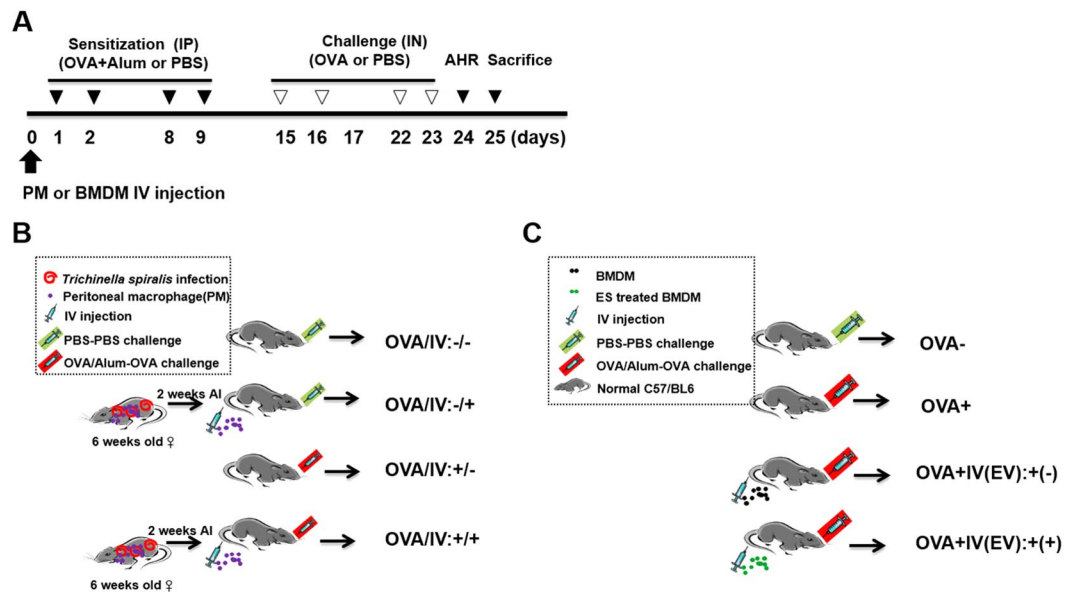 A
Sensitization (IP)
(OVA+Alum or PBS)
Challenge (IN)
(OVA or PBS)
AHR Sacrifice
0 1 2 8 9 15 16 17 22 23 24 25 (days)
PM or BMDM IV injection
B
Trichinella spiralis infection
Peritoneal macrophage(PM)
IV injection
PBS-PBS challenge
OVA/Alum-OVA challenge
OVA/IV:-/-
2 weeks AI
OVA/IV:-/+
6 weeks old ♀
OVA/IV:+/-
2 weeks AI
OVA/IV:+/+
6 weeks old ♀
C
BMDM
ES treated BMDM
IV injection
PBS-PBS challenge
OVA/Alum-OVA challenge
Normal C57/BL6
OVA-
OVA+
OVA+IV(EV):+(-)
OVA+IV(EV):+(+)